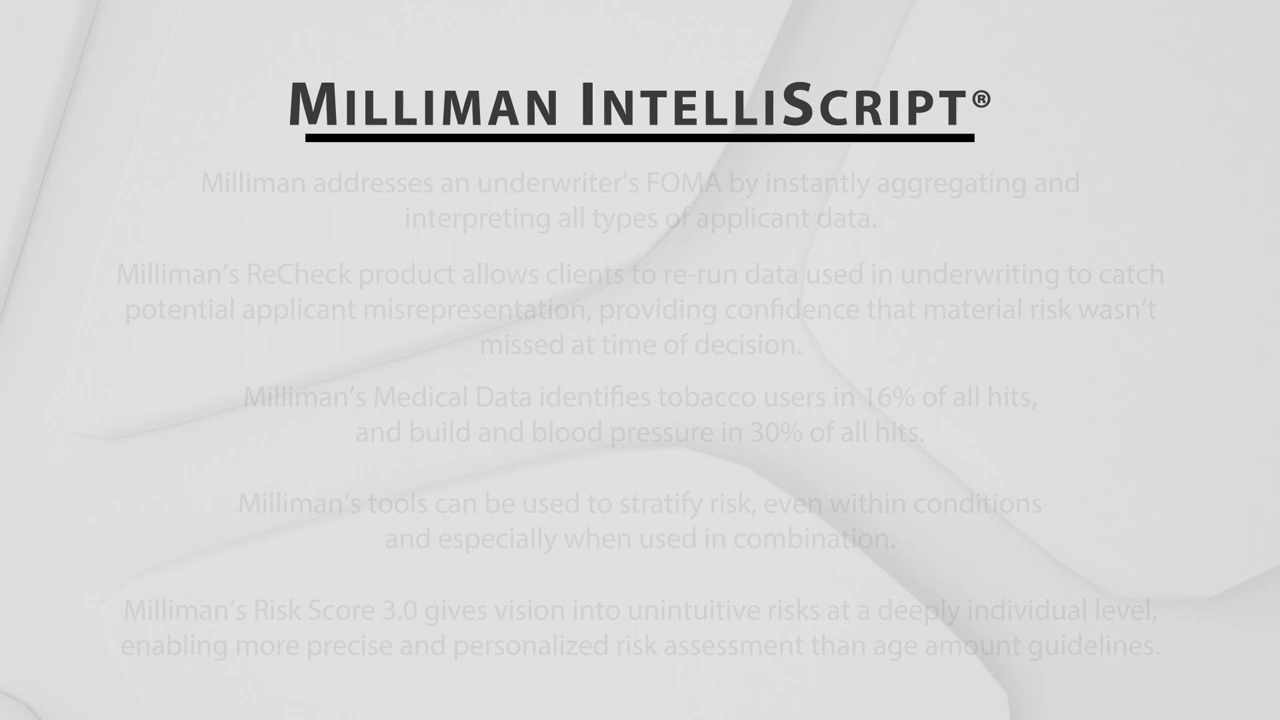 MILLIMAN INTELLISCRIPT®
Milliman addresses an underwriter's FOMA by instantly aggregating and
interpreting all types of applicant data.
Milliman's ReCheck product allows clients to re-run data used in underwriting to catch
potential applicant misrepresentation, providing confidence that material risk wasn't
missed at time of decision.
Milliman's Medical Data identifies tobacco users in 16% of all hits,
and build and blood pressure in 30% of all hits.
Milliman's tools can be used to stratify risk, even within conditions
and especially when used in combination.
Milliman's Risk Score 3.0 gives vision into unintuitive risks at a deeply individual level,
enabling more precise and personalized risk assessment than age amount guidelines.